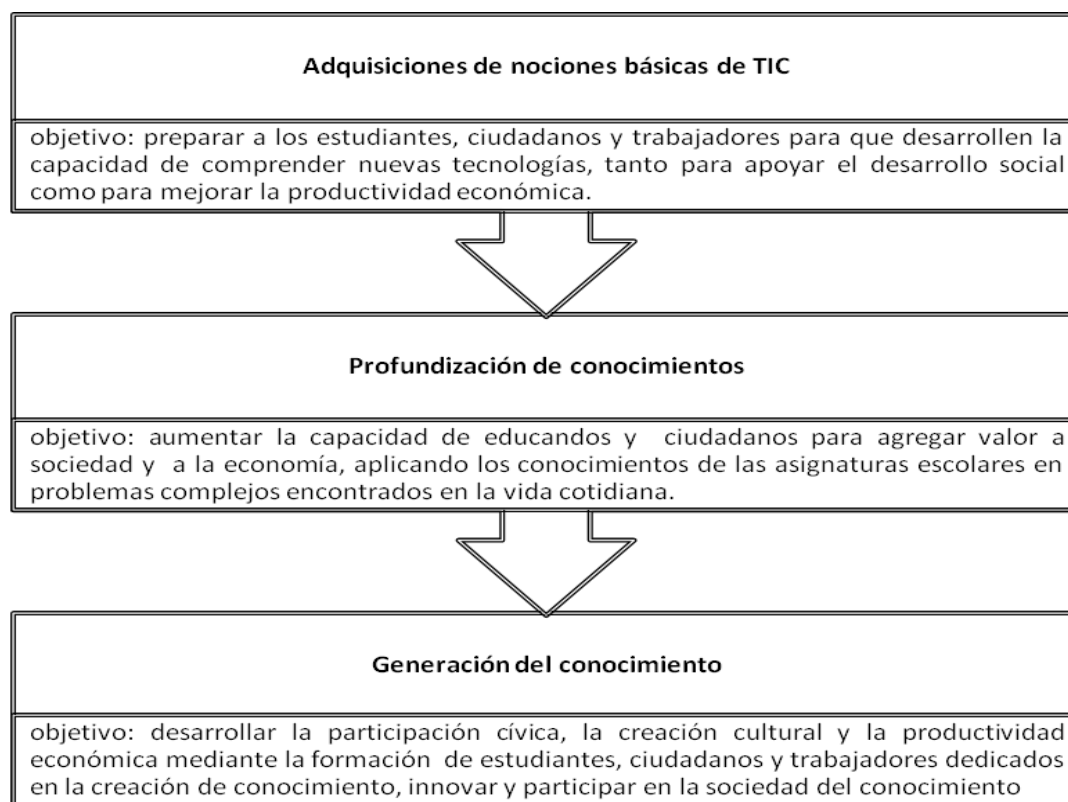 Adquisiciones de nociones básicas de TIC
objetivo: preparar a los estudiantes, ciudadanos y trabajadores para que desarrollen la
capacidad de comprender nuevas tecnologías, tanto para apoyar el desarrollo social
como para mejorar la productividad económica.
Profundización de conocimientos
objetivo: aumentar la capacidad de educandos y ciudadanos para agregar valor a
sociedad y a la economía, aplicando los conocimientos de las asignaturas escolares en
problemas complejos encontrados en la vida cotidiana.
Generación del conocimiento
objetivo: desarrollar la participación cívica, la creación cultural y la productividad
económica mediante la formación de estudiantes, ciudadanos y trabajadores dedicados
en la creación de conocimiento, innovar y participar en la sociedad del conocimiento